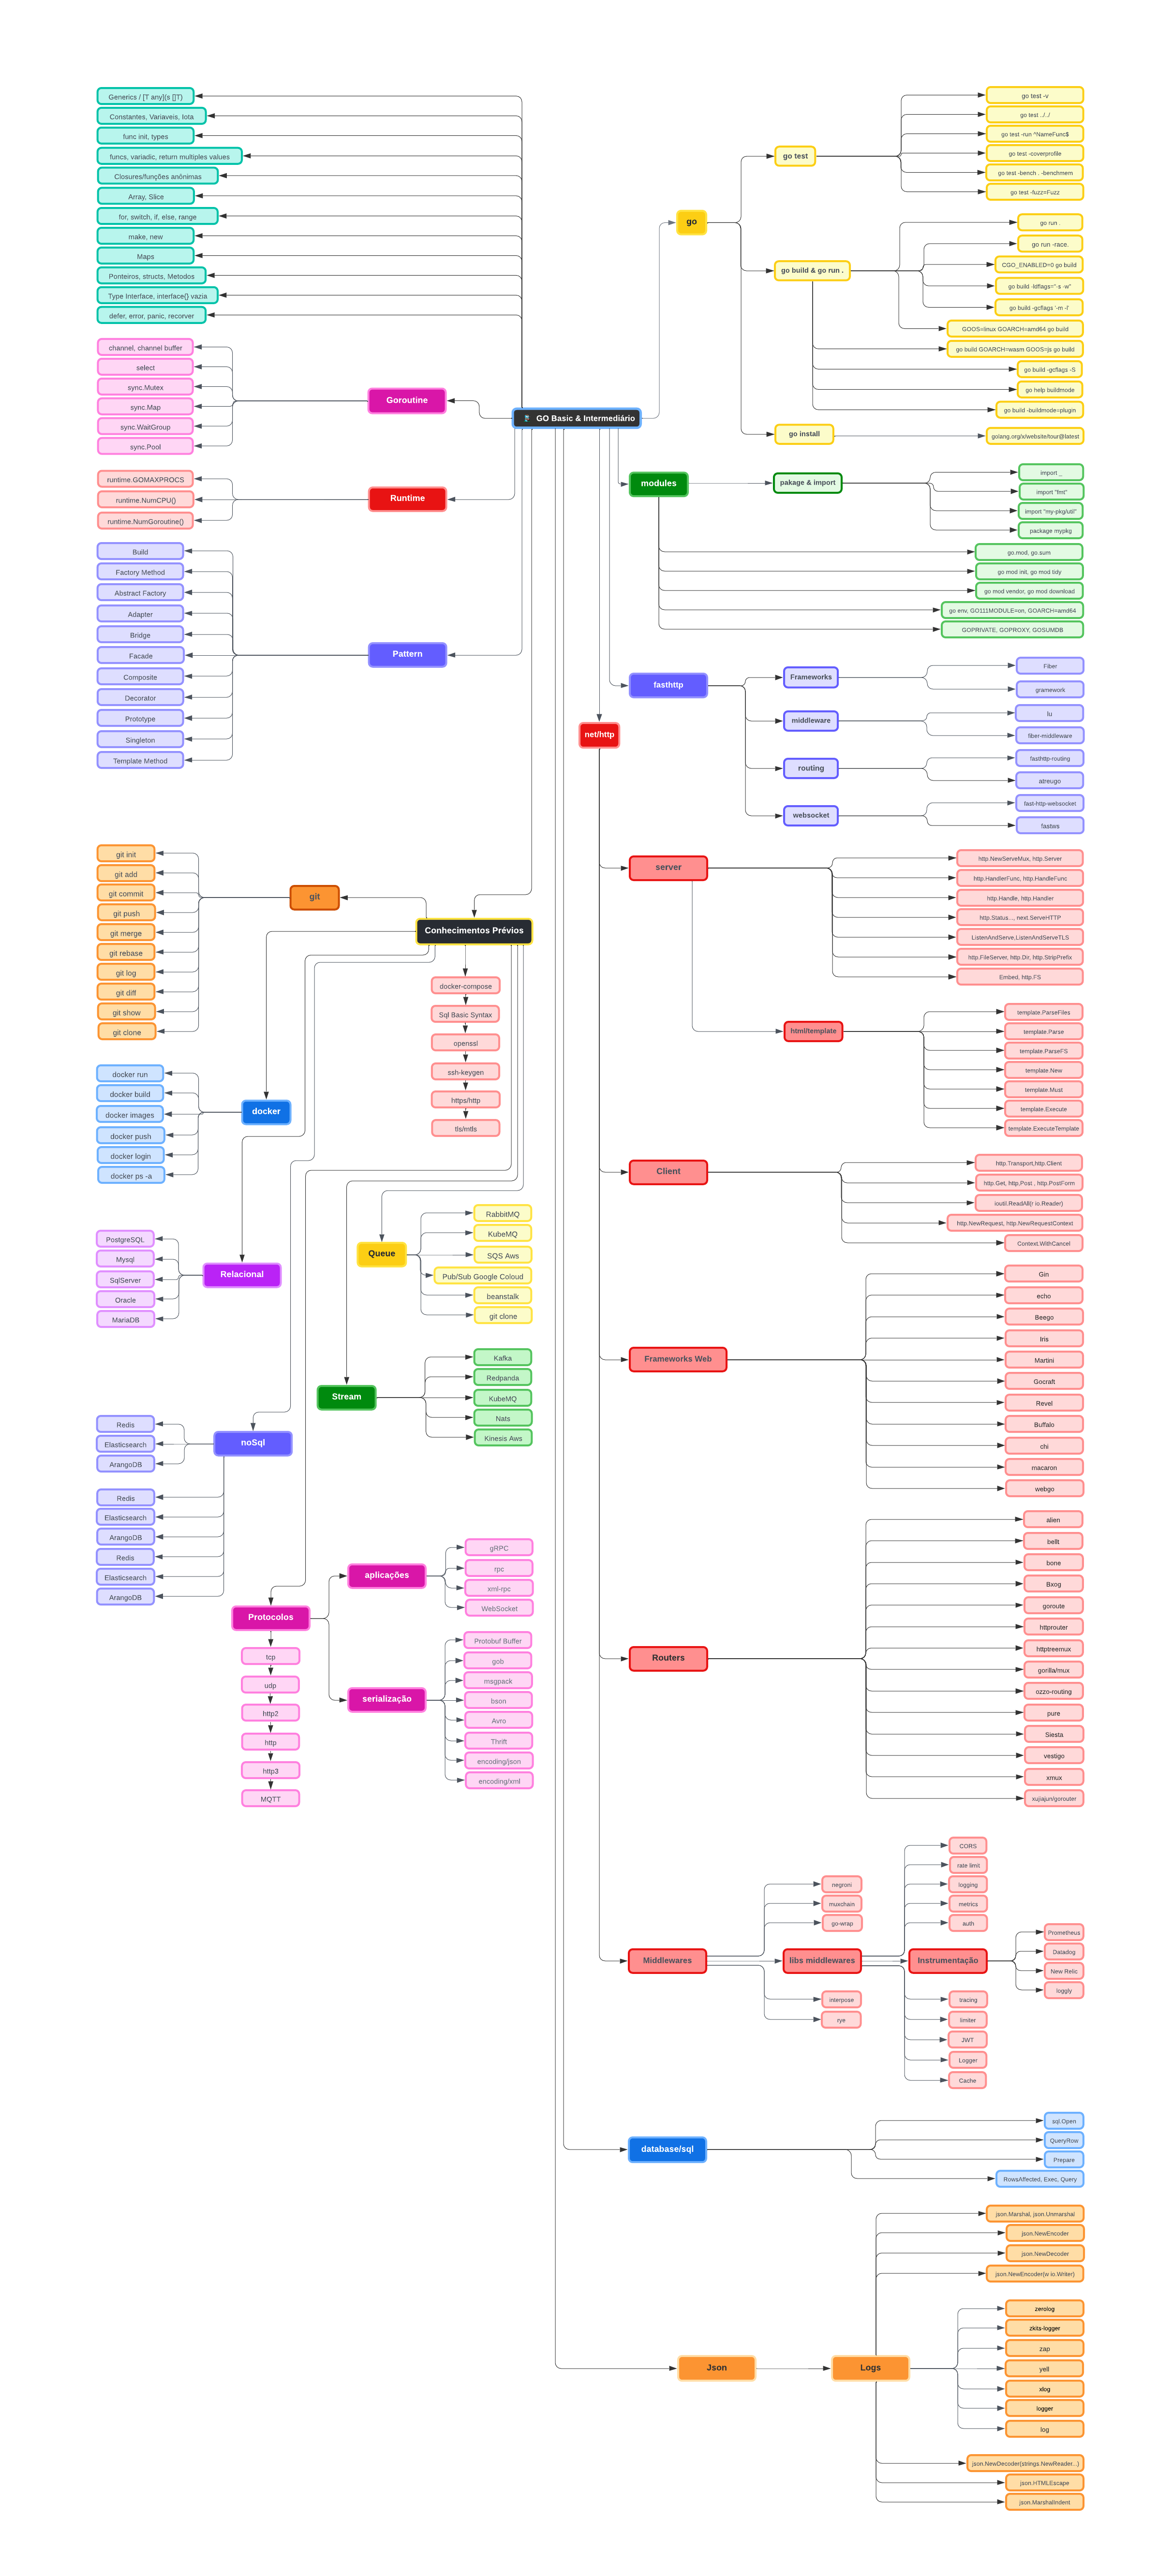 Generics / [T any](s []T)
Constantes, Variaveis, Iota
func init, types
funcs, variadic, return multiples values
Closures/funções anônimas
Array, Slice
for, switch, if, else, range
make, new
Maps
Ponteiros, structs, Metodos
Type Interface, interface{} vazia
defer, error, panic, recorver
channel, channel buffer
select
sync.Mutex
sync.Map
sync.WaitGroup
sync.Pool
Goroutine
GO Basic & Intermediário
runtime.GOMAXPROCS
runtime.NumCPU()
runtime.NumGoroutine()
Runtime
Build
Factory Method
Abstract Factory
Adapter
Bridge
Facade
Composite
Decorator
Prototype
Singleton
Template Method
Pattern
go
go test
go test -v
go test ../../
go test -run ^NameFunc$
go test -coverprofile
go test -bench . -benchmem
go test -fuzz=Fuzz
go build & go run .
go run .
go run -race.
CGO_ENABLED=0 go build
go build -ldflags="-s -w"
go build -gcflags '-m -l'
GOOS=linux GOARCH=amd64 go build
go build GOARCH=wasm GOOS=js go build
go build -gcflags -S
go help buildmode
go build -buildmode=plugin
go install
golang.org/x/website/tour@latest
modules
pakage & import
import _
import "fmt"
import "my-pkg/util"
package mypkg
go.mod, go.sum
go mod init, go mod tidy
go mod vendor, go mod download
go env, GO111MODULE=on, GOARCH=amd64
GOPRIVATE, GOPROXY, GOSUMDB
fasthttp
Frameworks
Fiber
gramework
middleware
lu
fiber-middleware
routing
fasthttp-routing
atreugo
websocket
fast-http-websocket
fastws
net/http
server
http.NewServeMux, http.Server
http.HandlerFunc, http.HandleFunc
http.Handle, http.Handler
http.Status..., next.ServeHTTP
ListenAndServe,ListenAndServeTLS
http.FileServer, http.Dir, http.StripPrefix
Embed, http.FS
html/template
template.ParseFiles
template.Parse
template.ParseFS
template.New
template.Must
template.Execute
template.ExecuteTemplate
Client
http.Transport,http.Client
http.Get, http.Post , http.PostForm
ioutil.ReadAll(r io.Reader)
http.NewRequest, http.NewRequestContext
Context.WithCancel
Frameworks Web
Gin
echo
Beego
Iris
Martini
Gocraft
Revel
Buffalo
chi
macaron
webgo
Routers
alien
bellt
bone
Bxog
goroute
httprouter
httptreemux
gorilla/mux
ozzo-routing
pure
Siesta
vestigo
xmux
xujiajun/gorouter
Middlewares
negroni
muxchain
go-wrap
interpose
rye
libs middlewares
CORS
rate limit
logging
metrics
auth
tracing
limiter
JWT
Logger
Cache
Instrumentação
Prometheus
Datadog
New Relic
loggly
database/sql
sql.Open
QueryRow
Prepare
RowsAffected, Exec, Query
Json
Logs
json.Marshal, json.Unmarshal
json.NewEncoder
json.NewDecoder
json.NewEncoder(w io.Writer)
zerolog
zkits-logger
zap
yell
xlog
logger
log
json.NewDecoder(strings.NewReader...)
json.HTMLEscape
json.MarshalIndent
Conhecimentos Prévios
git
git init
git add
git commit
git push
git merge
git rebase
git log
git diff
git show
git clone
docker-compose
Sql Basic Syntax
openssl
ssh-keygen
https/http
tls/mtls
docker
docker run
docker build
docker images
docker push
docker login
docker ps -a
Relacional
PostgreSQL
Mysql
SqlServer
Oracle
MariaDB
Queue
RabbitMQ
KubeMQ
SQS Aws
Pub/Sub Google Coloud
beanstalk
git clone
Stream
Kafka
Redpanda
KubeMQ
Nats
Kinesis Aws
noSql
Redis
Elasticsearch
ArangoDB
Redis
Elasticsearch
ArangoDB
Redis
Elasticsearch
ArangoDB
Protocolos
tcp
udp
http2
http
http3
MQTT
aplicações
gRPC
rpc
xml-rpc
WebSocket
serialização
Protobuf Buffer
gob
msgpack
bson
Avro
Thrift
encoding/json
encoding/xml